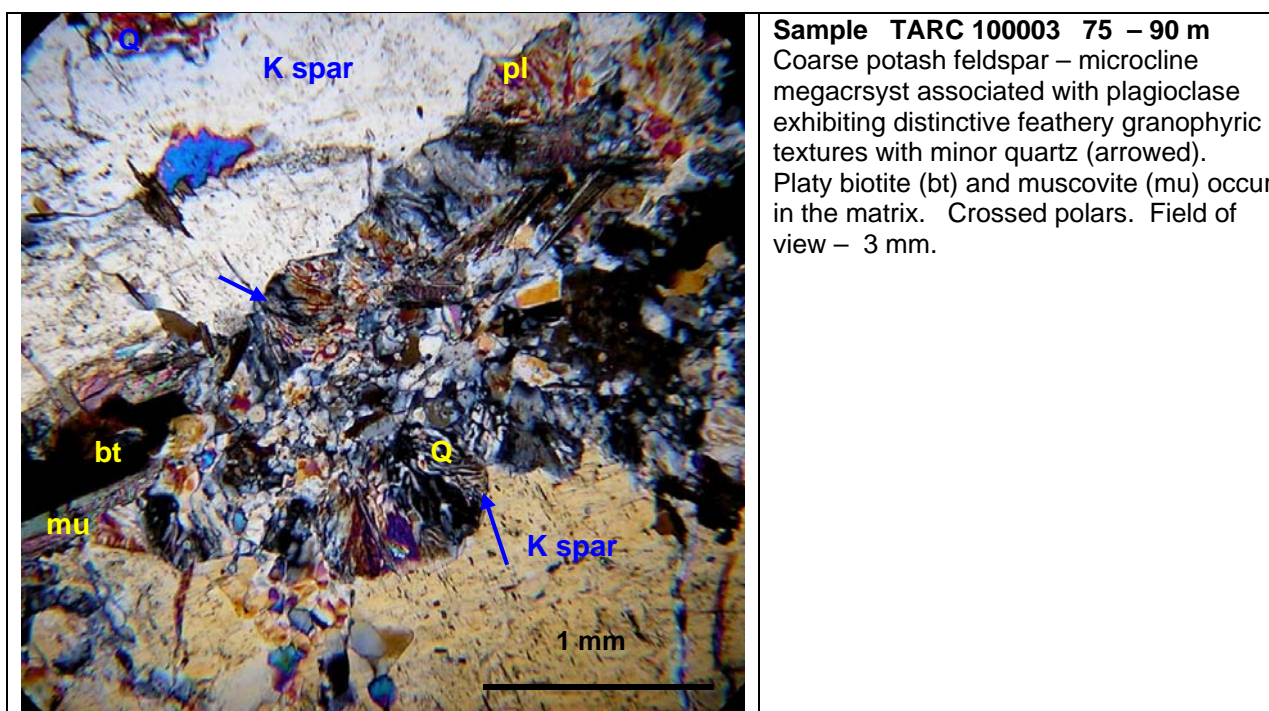 Q
K spar
pl
bt
Q
mu
K spar
1 mm
Sample TARC 100003 75 – 90 m
Coarse potash feldspar – microcline
megacrsyst associated with plagioclase
exhibiting distinctive feathery granophyric
textures with minor quartz (arrowed).
Platy biotite (bt) and muscovite (mu) occur
in the matrix. Crossed polars. Field of
view – 3 mm.